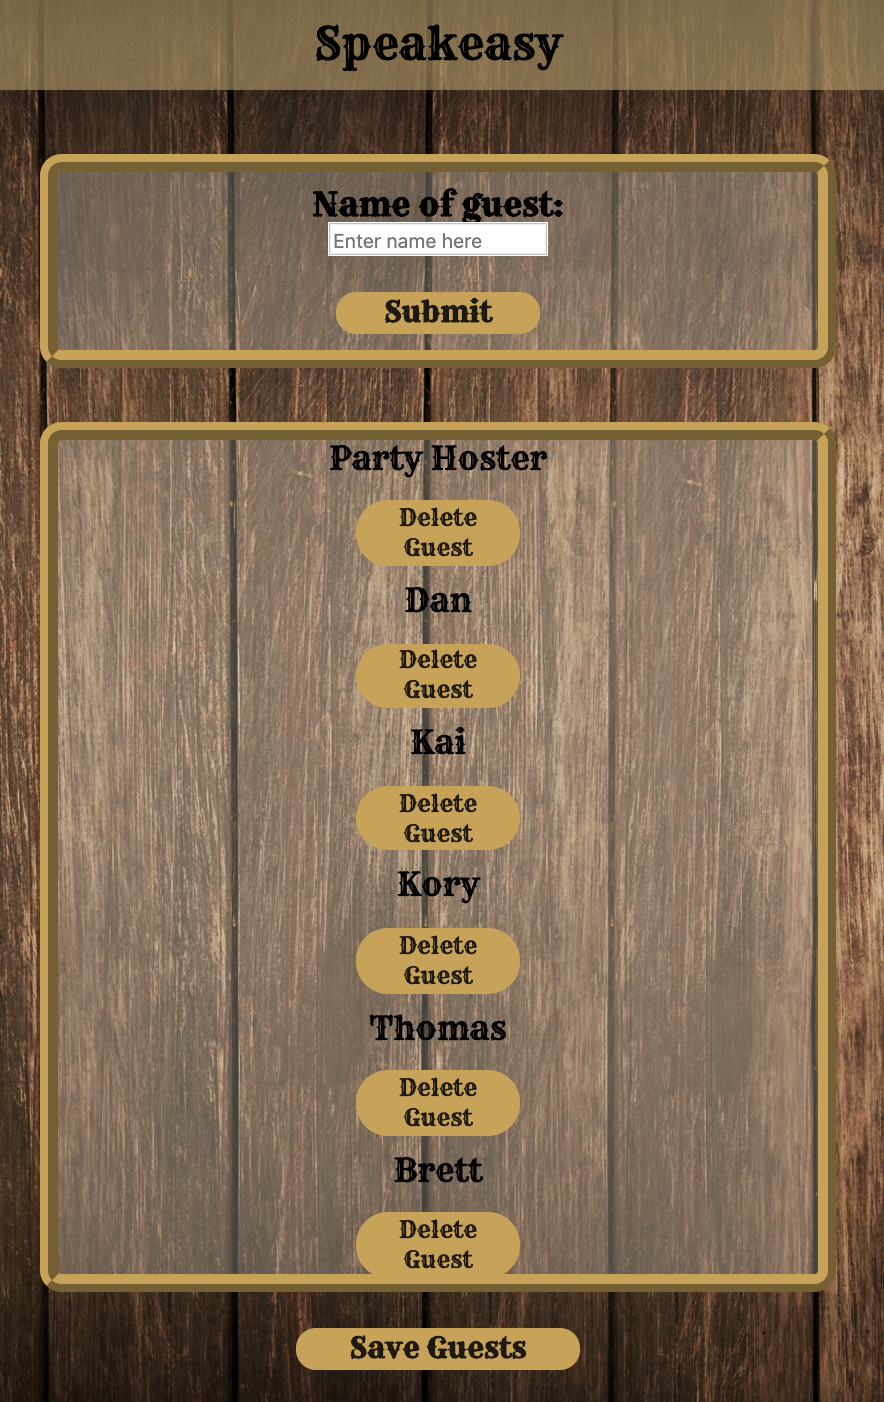 Speakeasy
Name of guest:
Enter name here
Submit
Party Hoster
Delete
Guest
Dan
Delete
Guest
Kai
Delete
Guest
Kory
Delete
Guest
Thomas
Delete
Guest
Brett
Delete
Guest
Save Guests